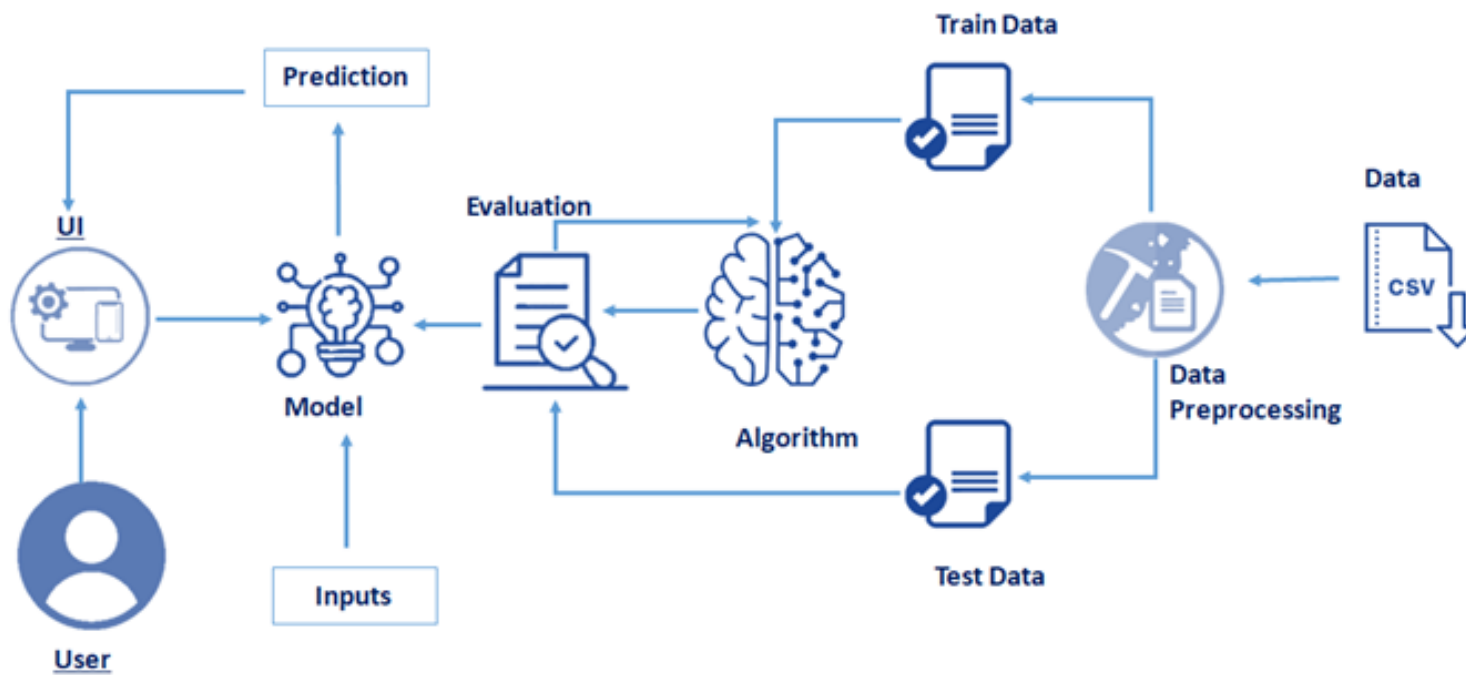 Train Data
Prediction
Data
Evaluation
UI
CSV
Model
Data
Preprocessing
Algorithm
Test Data
Inputs
User